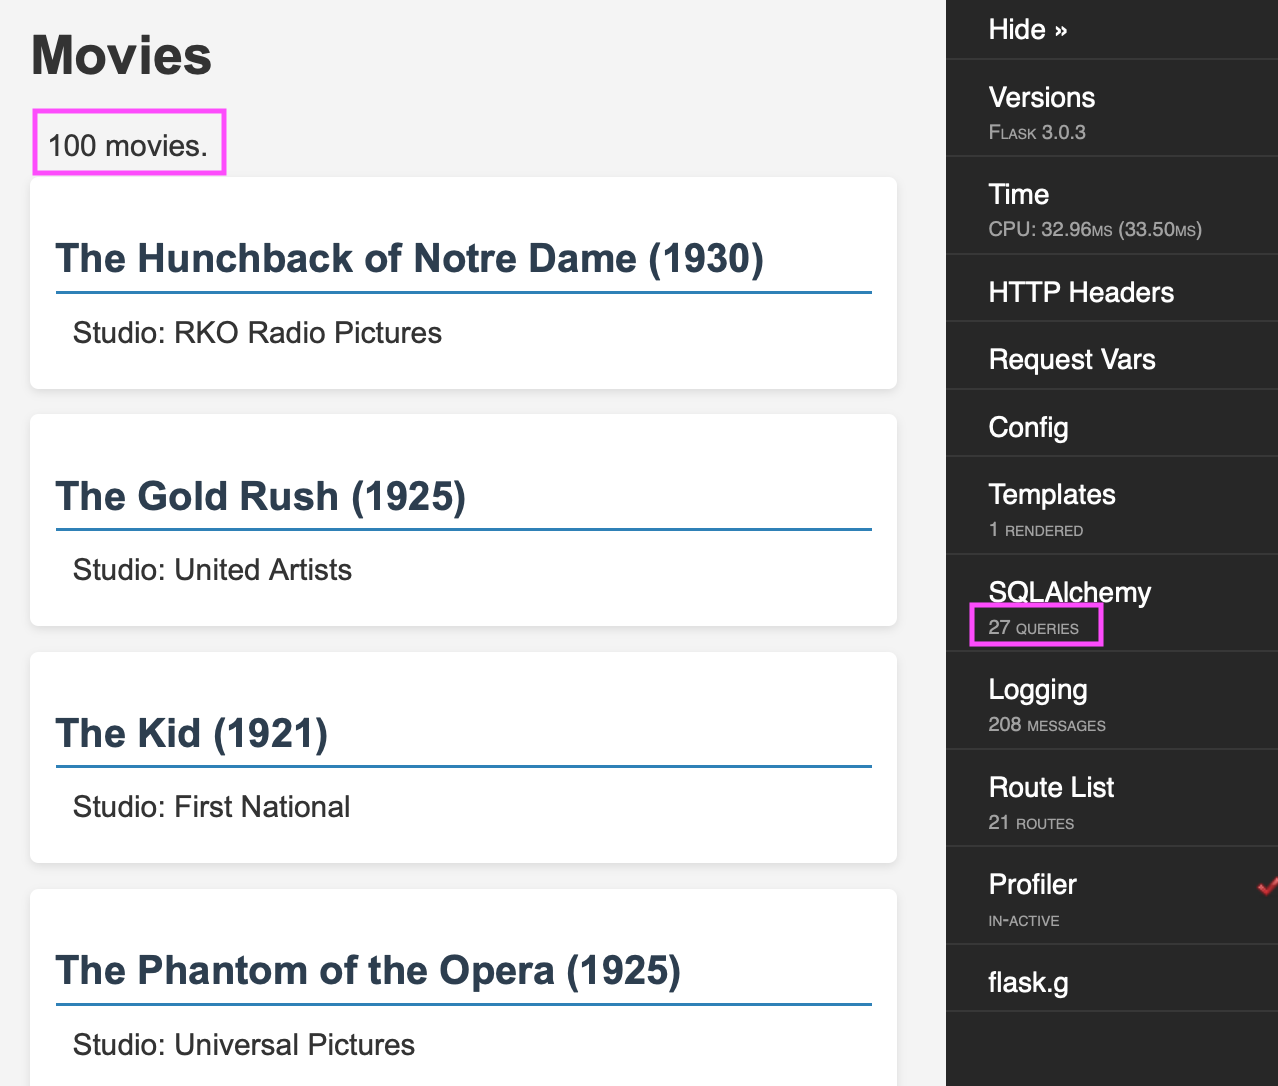 Movies
100 movies.
The Hunchback of Notre Dame (1930)
Studio: RKO Radio Pictures
The Gold Rush (1925)
Studio: United Artists
The Kid (1921)
Studio: First National
The Phantom of the Opera (1925)
Studio: Universal Pictures
Hide »
Versions
Flask 3.0.3
Time
CPU: 32.96ms (33.50ms)
HTTP Headers
Request Vars
Config
Templates
1 rendered
SQLAlchemy
27 queries
Logging
208 messages
Route List
21 routes
Profiler
in-active
flask.g